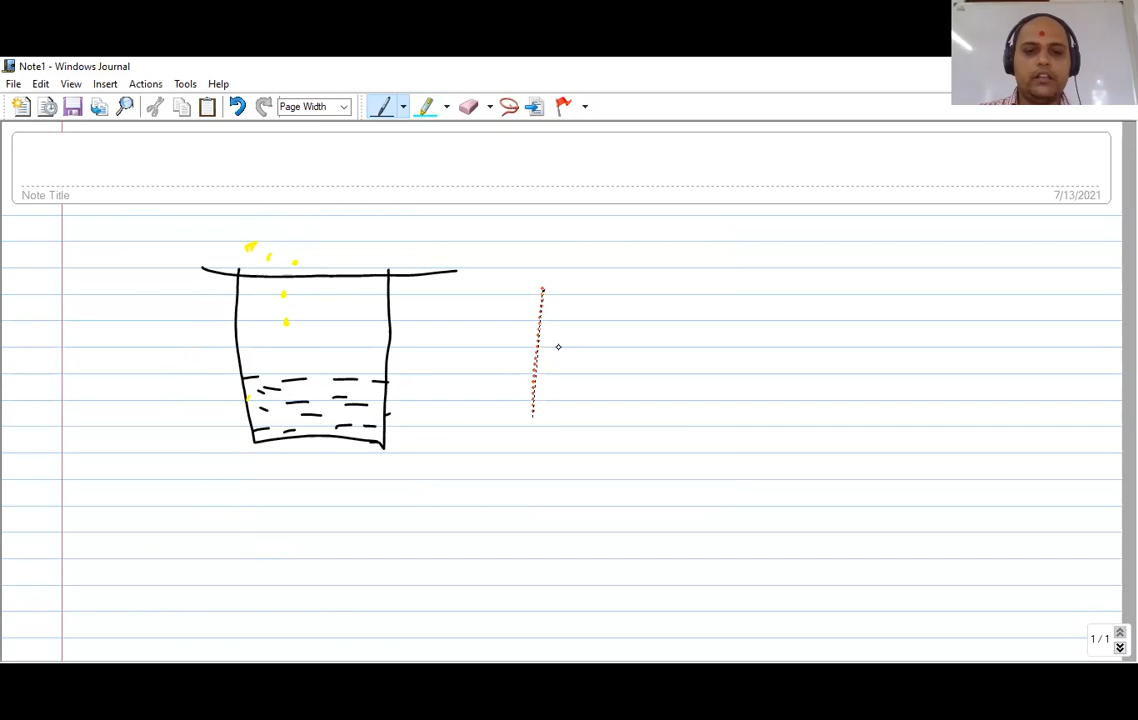 Note1 - Windows Journal
File Edit View Insert Actions Tools Help
Page Width
Note Title
7/13/2021
1 / 1